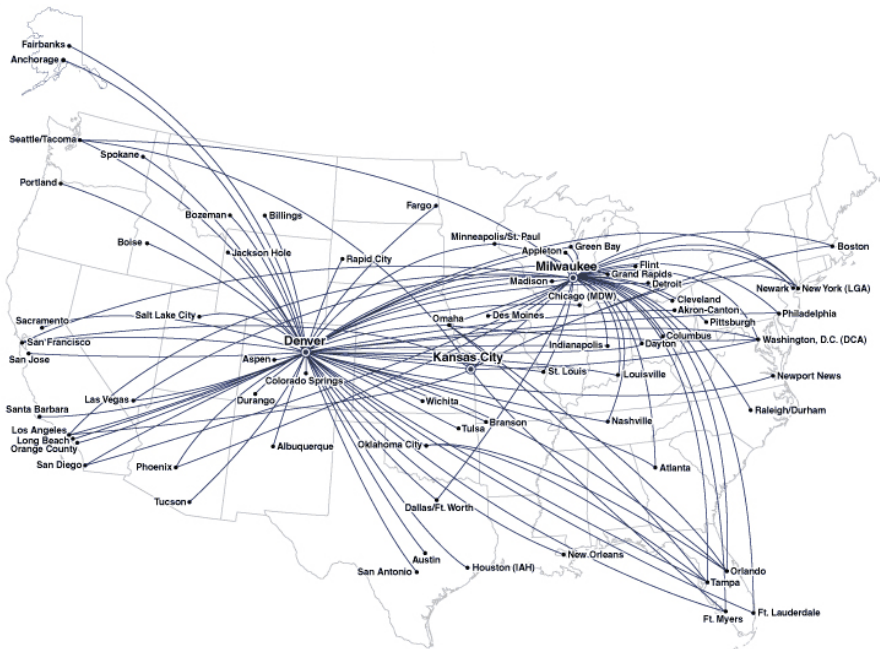 Fairbanks
Anchorage
Seattle/Tacoma
Spokane
Portland
Fargo
Bozeman
Billings
Minneapolis/St. Paul
Boise
Jackson Hole
Appleton
Green Bay
Boston
Rapid City
Milwaukee
Flint
Grand Rapids
Madison
Detroit
Newark
New York (LGA)
Chicago (MDW)
Cleveland
Akron-Canton
Philadelphia
Salt Lake City
Des Moines
Omaha
Pittsburgh
Sacramento
San Francisco
Denver
Columbus
Washington, D.C. (DCA)
Indianapolis
Dayton
San Jose
Aspen
Kansas City
St. Louis
Louisville
Newport News
Colorado Springs
Las Vegas
Durango
Wichita
Santa Barbara
Raleigh/Durham
Branson
Nashville
Tulsa
Los Angeles
Long Beach
Orange County
Albuquerque
Oklahoma City
San Diego
Phoenix
Atlanta
Tucson
Dallas/Ft. Worth
New Orleans
Austin
Houston (IAH)
San Antonio
Orlando
Tampa
Ft. Lauderdale
Ft. Myers